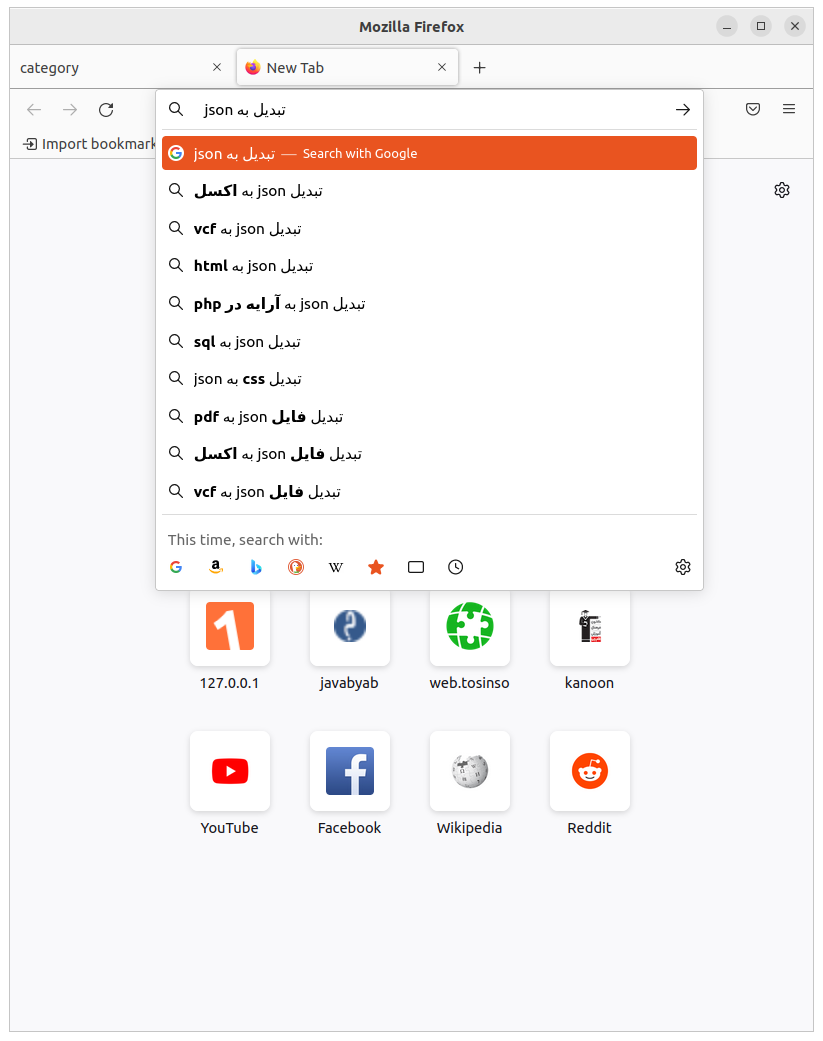 Mozilla Firefox
category
New Tab
تبدیل به json
Import bookmark
تبدیل به json — Search with Google
تبدیل json به اکسل
تبدیل json به vcf
تبدیل json به html
تبدیل json به آرایه در php
تبدیل json به sql
تبدیل css به json
تبدیل فایل json به pdf
تبدیل فایل json به اکسل
تبدیل فایل json به vcf
This time, search with:
127.0.0.1
javabyab
web.tosinso
kanoon
YouTube
Facebook
Wikipedia
Reddit